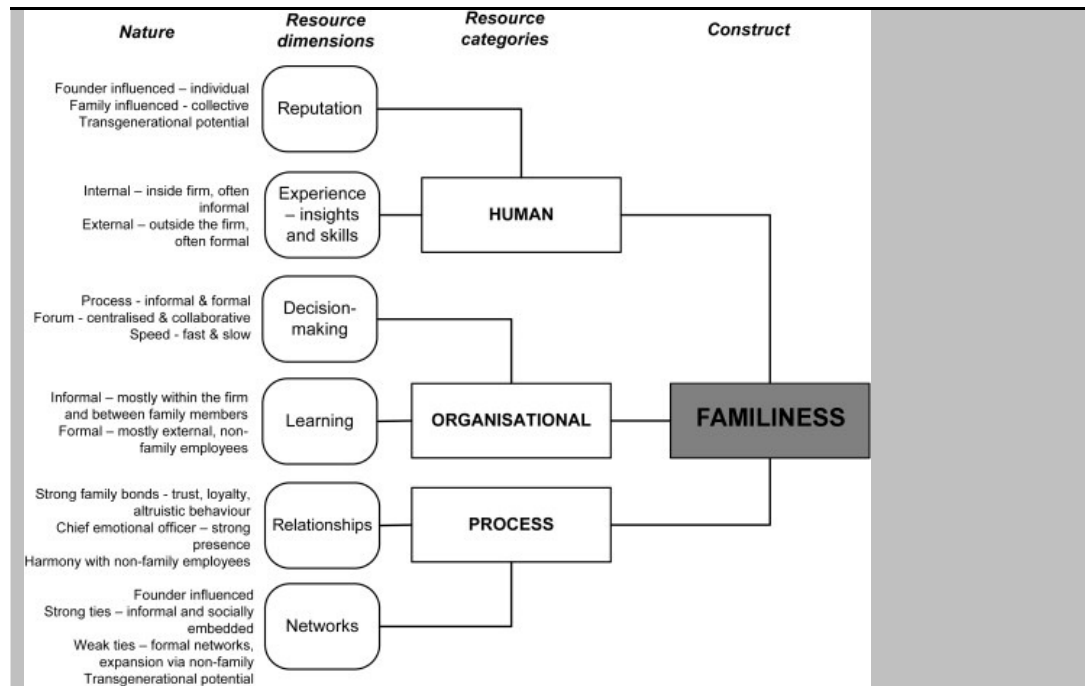 Nature
Resource
dimensions
Resource
categories
Construct
Founder influenced – individual
Family influenced - collective
Transgenerational potential
Reputation
Internal – inside firm, often
informal
External – outside the firm,
often formal
Experience
– insights
and skills
HUMAN
Process - informal & formal
Forum - centralised & collaborative
Speed - fast & slow
Decision-
making
Informal – mostly within the firm
and between family members
Formal – mostly external, non-
family employees
Learning
ORGANISATIONAL
FAMILINESS
Strong family bonds - trust, loyalty,
altruistic behaviour
Chief emotional officer – strong
presence
Harmony with non-family employees
Relationships
PROCESS
Founder influenced
Strong ties – informal and socially
embedded
Weak ties – formal networks,
expansion via non-family
Transgenerational potential
Networks